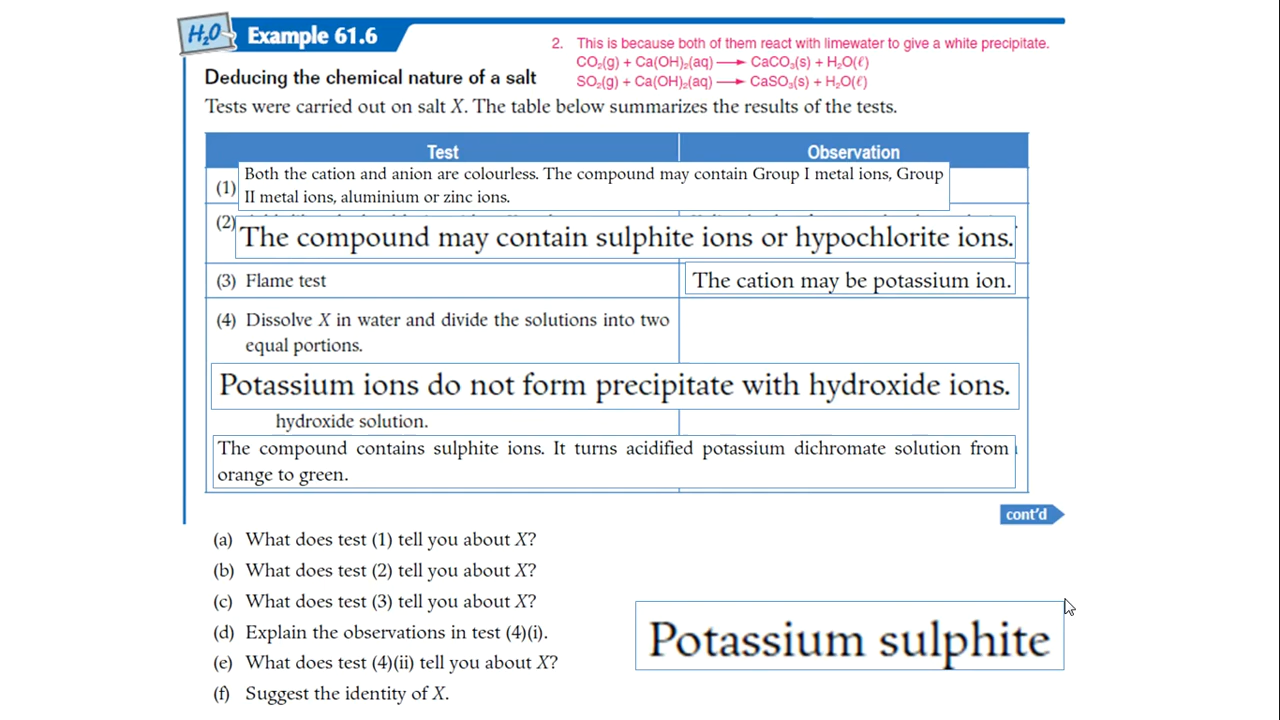 H₂O Example 61.6
2. This is because both of them react with limewater to give a white precipitate.
CO₂(g) + Ca(OH)₂(aq) ⟶ CaCO₃(s) + H₂O(ℓ)
Deducing the chemical nature of a salt
SO₂(g) + Ca(OH)₂(aq) ⟶ CaSO₃(s) + H₂O(ℓ)
Tests were carried out on salt X. The table below summarizes the results of the tests.
Test Observation
(1) Both the cation and anion are colourless. The compound may contain Group I metal ions, Group
II metal ions, aluminium or zinc ions.
(2)
The compound may contain sulphite ions or hypochlorite ions.
(3) Flame test The cation may be potassium ion.
(4) Dissolve X in water and divide the solutions into two
equal portions.
Potassium ions do not form precipitate with hydroxide ions.
hydroxide solution.
The compound contains sulphite ions. It turns acidified potassium dichromate solution from
orange to green.
cont'd
(a) What does test (1) tell you about X?
(b) What does test (2) tell you about X?
(c) What does test (3) tell you about X?
(d) Explain the observations in test (4)(i).
(e) What does test (4)(ii) tell you about X?
(f) Suggest the identity of X.
Potassium sulphite